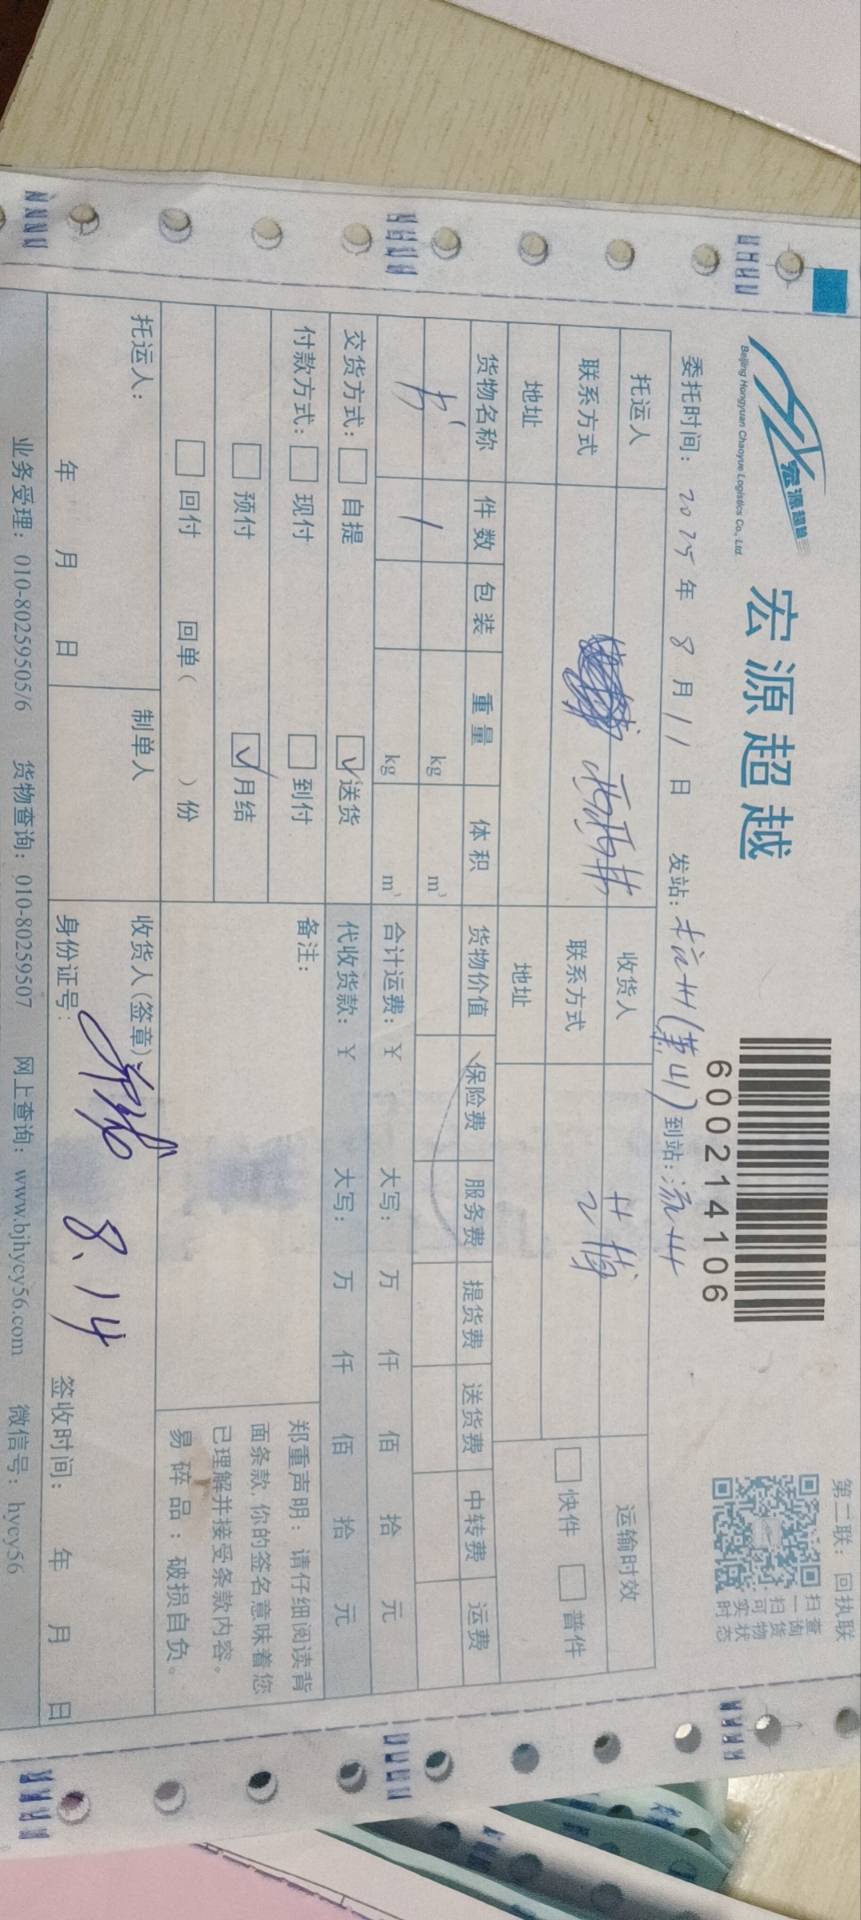 第二联：回执联
宏源超越
Beijing Hongyuan Chaoyue Logistics Co., Ltd.
宏源超越
600214106
扫一扫可实时
查询货物状态
委托时间：2025年8月11日 发站：杭州(萧山) 到站：
托运人 收货人 运输时效
联系方式 联系方式 快件 普件
地址 地址
货物名称 件数 包装 重量 体积 货物价值 保险费 服务费 提货费 送货费 中转费 运费
1 kg m³
kg m³ 合计运费：¥ 大写： 万 仟 佰 拾 元
交货方式： 自提 √送货 代收货款：¥ 大写： 万 仟 佰 拾 元
付款方式： 现付 到付 备注：
预付 √月结
回付 回单( )份
郑重声明：请仔细阅读背
面条款，你的签名意味着您
已理解并接受条款内容。
易碎品：破损自负。
托运人： 制单人 收货人(签章)
年 月 日 身份证号： 8.14 签收时间： 年 月 日
业务受理：010-80259505/6 货物查询：010-80259507 网上查询：www.bjhycy56.com 微信号：hycy56